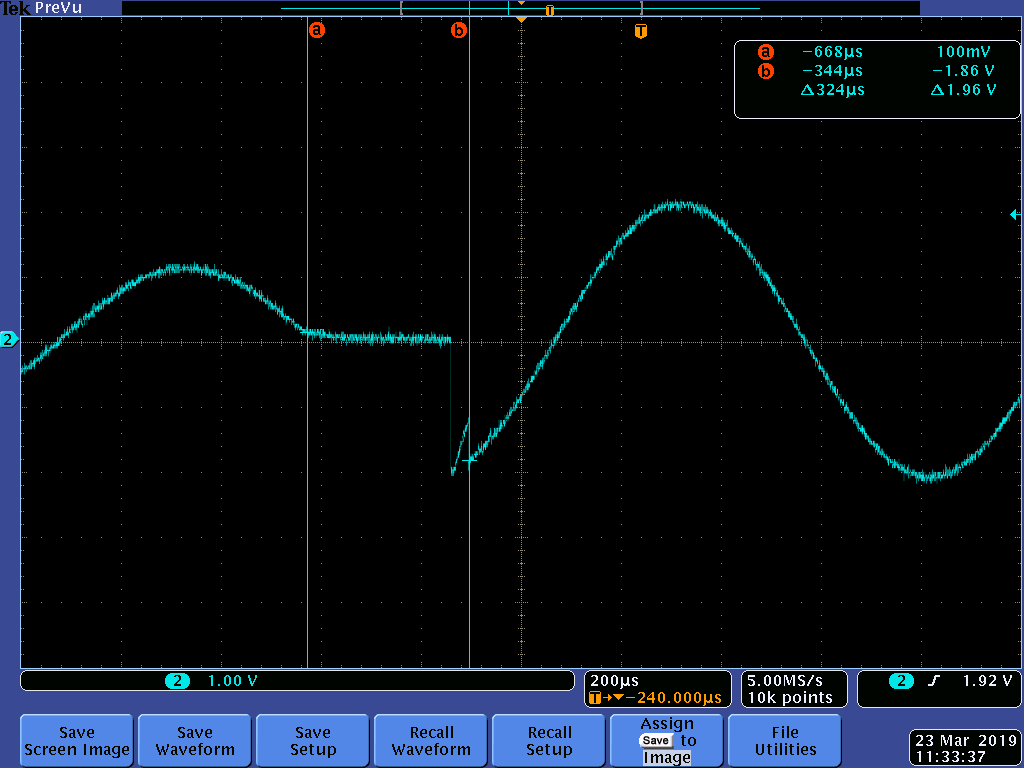 Tek PreVu
T
a b T
a −668µs 100mV
b −344µs −1.86 V
Δ324µs Δ1.96 V
2
2 1.00 V
200µs
T→▼−240.000µs
5.00MS/s
10k points
2 1.92 V
Save
Screen Image
Save
Waveform
Save
Setup
Recall
Waveform
Recall
Setup
Assign
Save to
Image
File
Utilities
23 Mar 2019
11:33:37